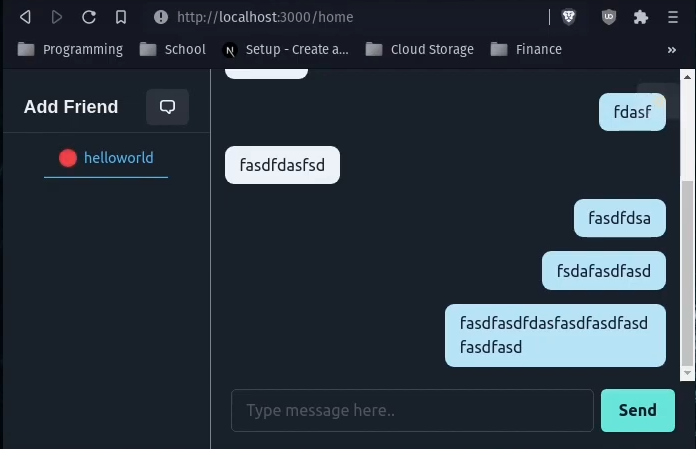 http://localhost:3000/home
Programming School Setup - Create a... Cloud Storage Finance »
Add Friend
helloworld
fdasf
fasdfdasfsd
fasdfdsa
fsdafasdfasd
fasdfasdfdasfasdfasdfasd
fasdfasd
Type message here..
Send